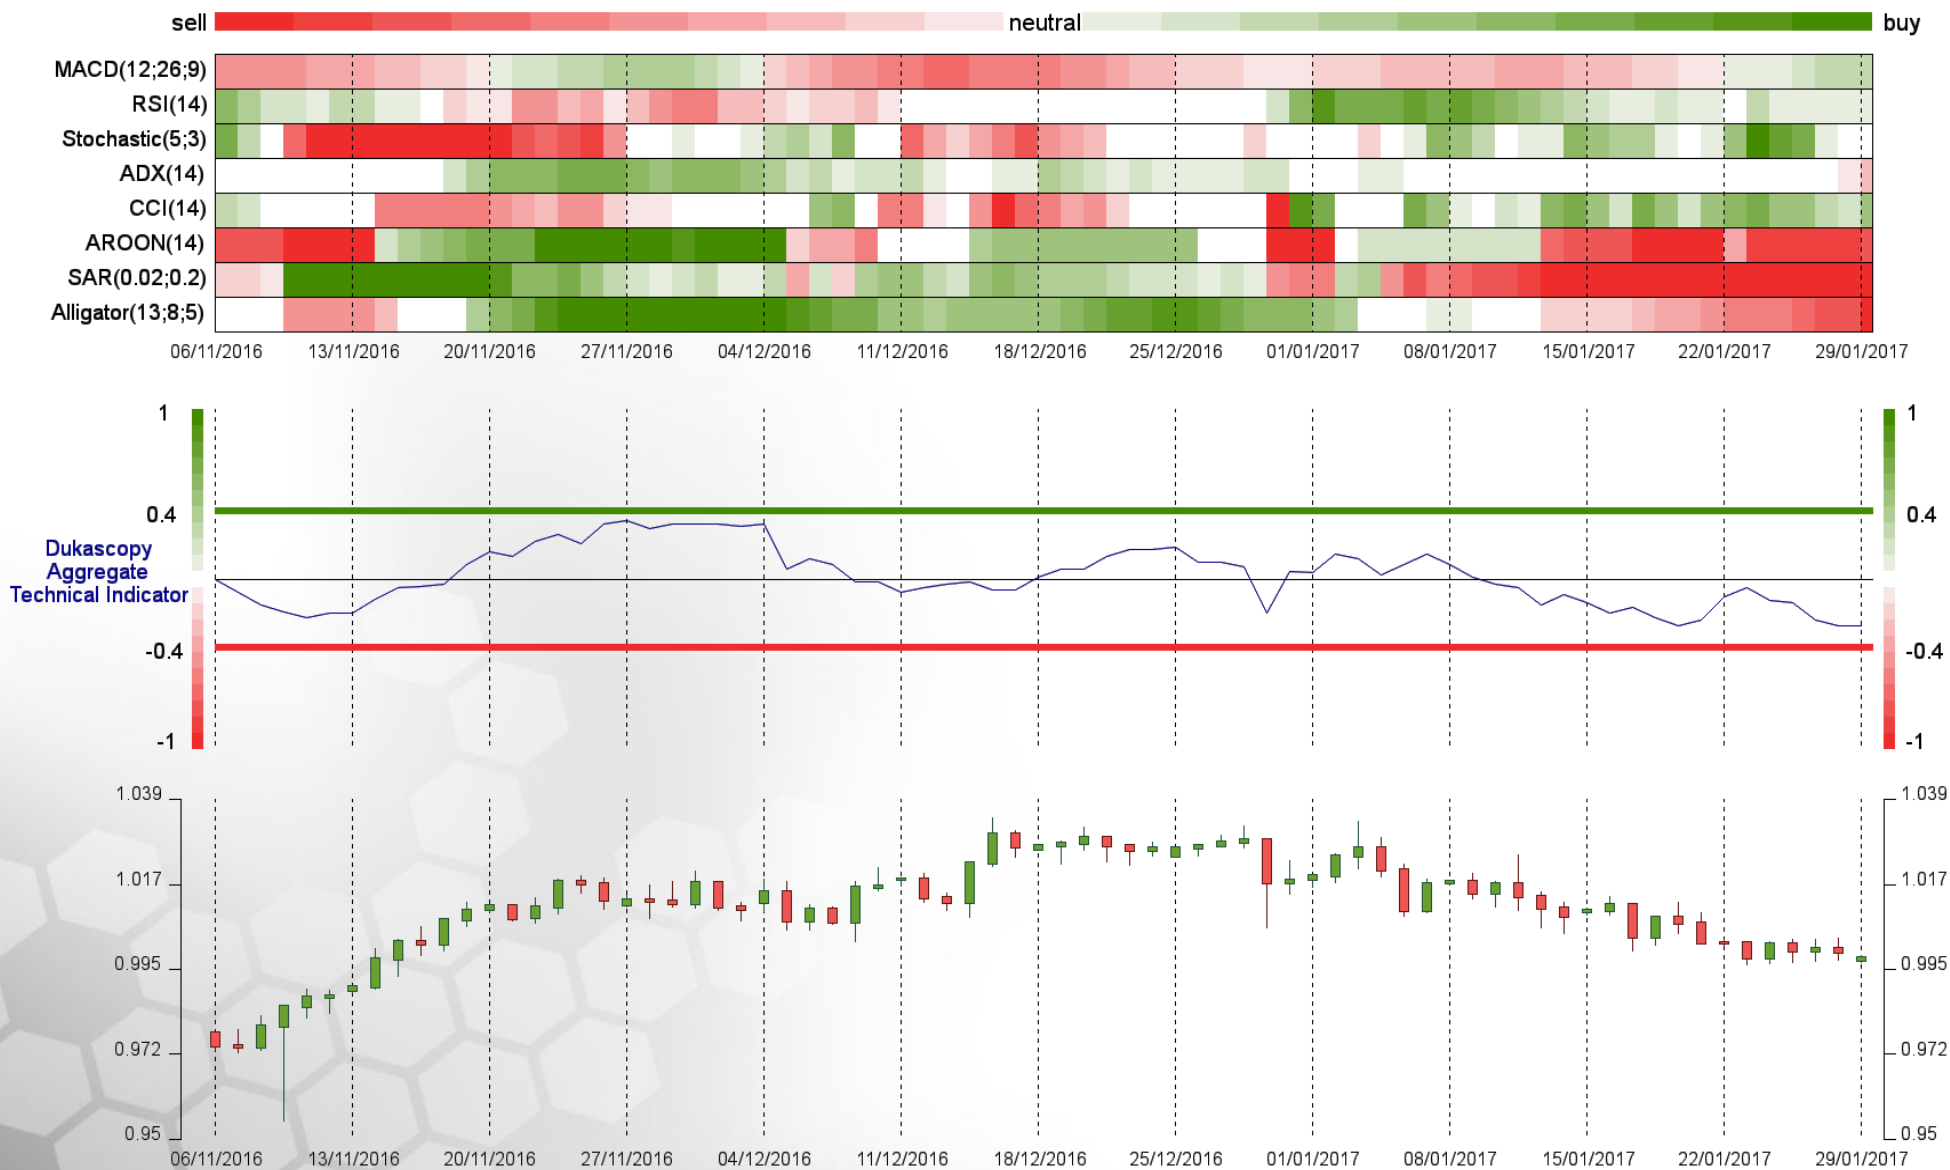 sell neutral buy
MACD(12;26;9)
RSI(14)
Stochastic(5;3)
ADX(14)
CCI(14)
AROON(14)
SAR(0.02;0.2)
Alligator(13;8;5)
06/11/2016 13/11/2016 20/11/2016 27/11/2016 04/12/2016 11/12/2016 18/12/2016 25/12/2016 01/01/2017 08/01/2017 15/01/2017 22/01/2017 29/01/2017
1 1
0.4 0.4
Dukascopy
Aggregate
Technical Indicator
-0.4 -0.4
-1 -1
1.039 1.039
1.017 1.017
0.995 0.995
0.972 0.972
0.95 0.95
06/11/2016 13/11/2016 20/11/2016 27/11/2016 04/12/2016 11/12/2016 18/12/2016 25/12/2016 01/01/2017 08/01/2017 15/01/2017 22/01/2017 29/01/2017